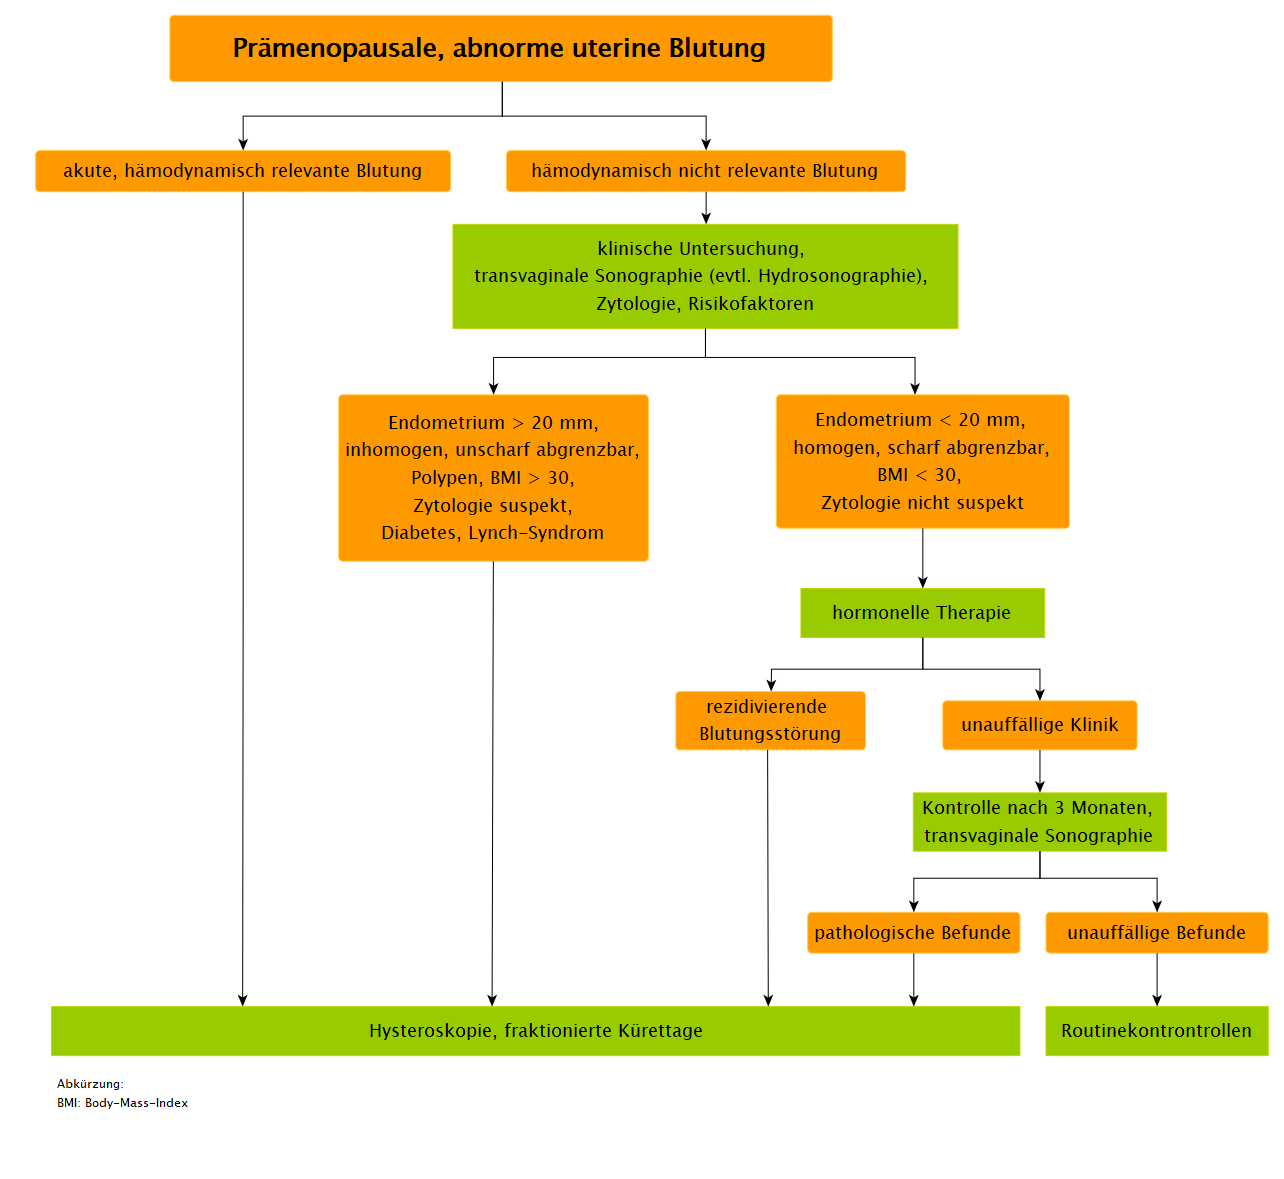 Prämenopausale, abnorme uterine Blutung
akute, hämodynamisch relevante Blutung
hämodynamisch nicht relevante Blutung
klinische Untersuchung,
transvaginale Sonographie (evtl. Hydrosonographie),
Zytologie, Risikofaktoren
Endometrium > 20 mm,
inhomogen, unscharf abgrenzbar,
Polypen, BMI > 30,
Zytologie suspekt,
Diabetes, Lynch-Syndrom
Endometrium < 20 mm,
homogen, scharf abgrenzbar,
BMI < 30,
Zytologie nicht suspekt
hormonelle Therapie
rezidivierende
Blutungsstörung
unauffällige Klinik
Kontrolle nach 3 Monaten,
transvaginale Sonographie
pathologische Befunde
unauffällige Befunde
Hysteroskopie, fraktionierte Kürettage
Routinekontrontrollen
Abkürzung:
BMI: Body-Mass-Index